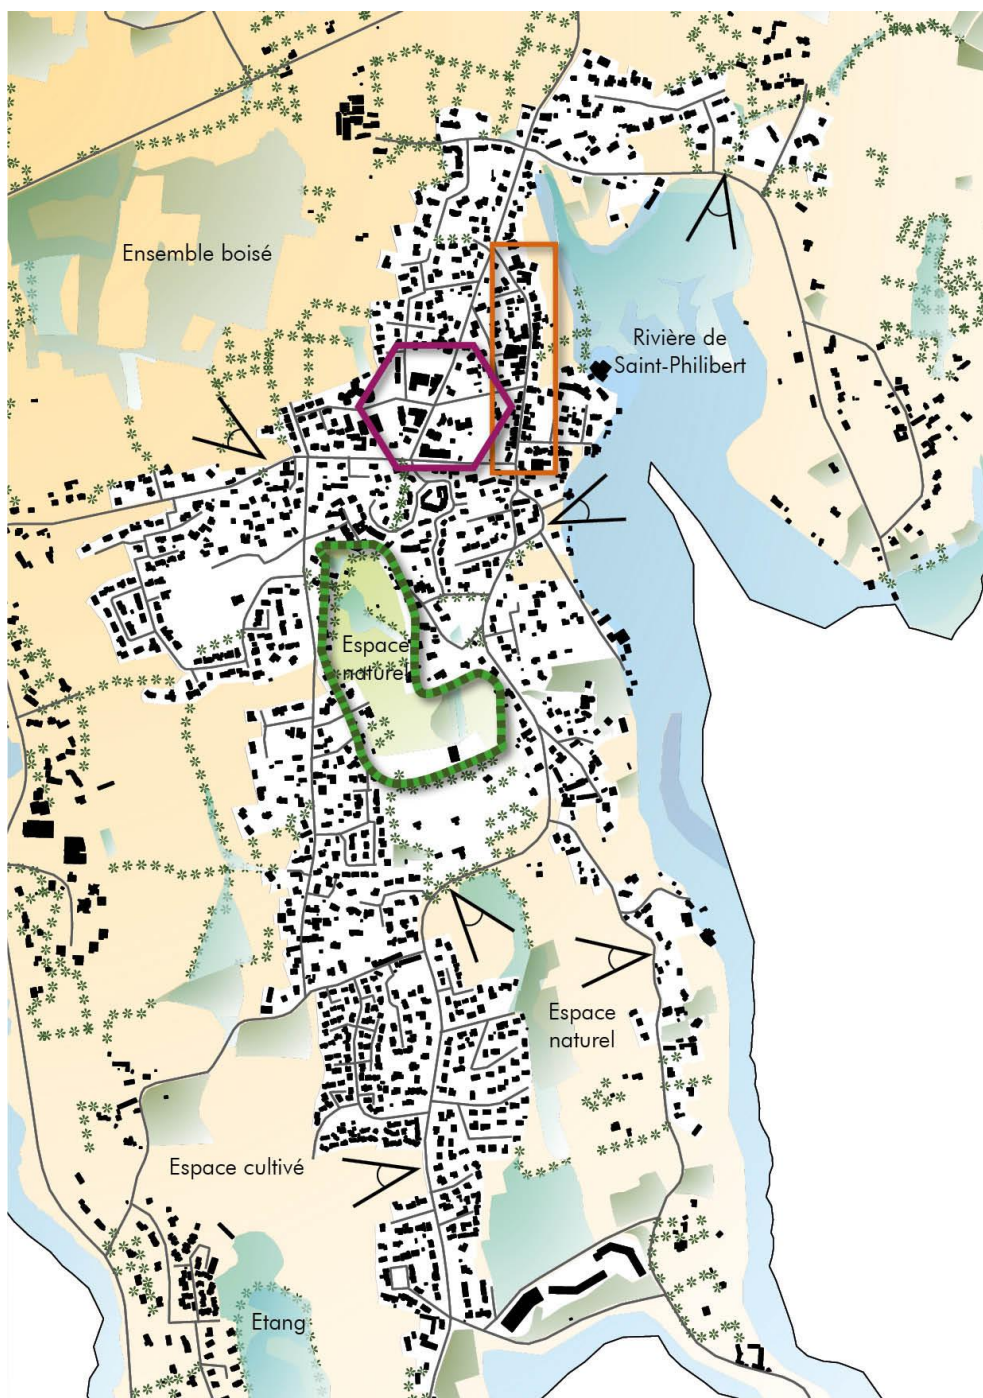 Ensemble boisé
Rivière de
Saint-Philibert
Espace
naturel
Espace
naturel
Espace cultivé
Etang